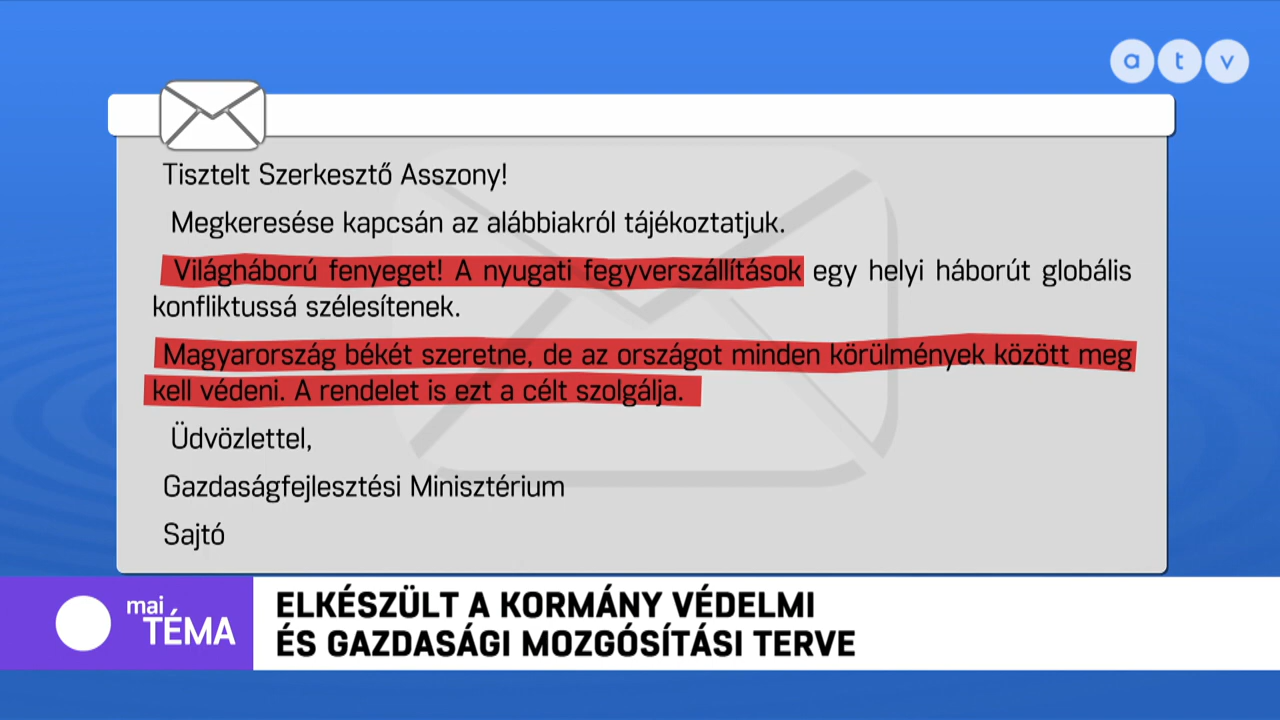 atv
Tisztelt Szerkesztő Asszony!
Megkeresése kapcsán az alábbiakról tájékoztatjuk.
Világháború fenyeget! A nyugati fegyverszállítások egy helyi háborút globális
konfliktussá szélesítenek.
Magyarország békét szeretne, de az országot minden körülmények között meg
kell védeni. A rendelet is ezt a célt szolgálja.
Üdvözlettel,
Gazdaságfejlesztési Minisztérium
Sajtó
mai
TÉMA
ELKÉSZÜLT A KORMÁNY VÉDELMI
ÉS GAZDASÁGI MOZGÓSÍTÁSI TERVE